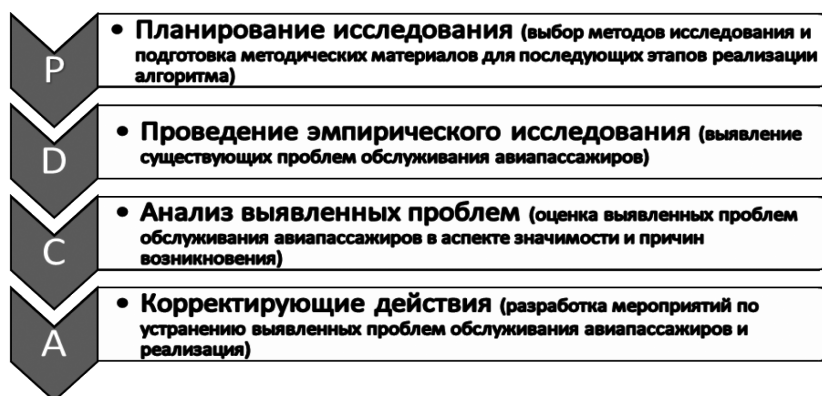 P
• Планирование исследования (выбор методов исследования и
подготовка методических материалов для последующих этапов реализации
алгоритма)
D
• Проведение эмпирического исследования (выявление
существующих проблем обслуживания авиапассажиров)
C
• Анализ выявленных проблем (оценка выявленных проблем
обслуживания авиапассажиров в аспекте значимости и причин
возникновения)
A
• Корректирующие действия (разработка мероприятий по
устранению выявленных проблем обслуживания авиапассажиров и
реализация)